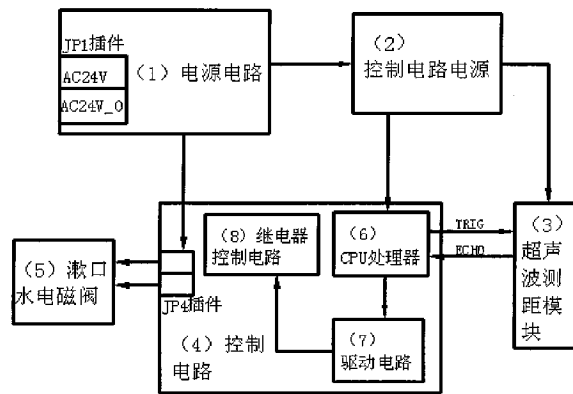 JP1插件
AC24V
AC24V_0
(1)电源电路
(2)
控制电路电源
(8)继电器
控制电路
(6)
CPU处理器
TRIG
ECHO
(3)
超声
波测
距模
块
(5)漱口
水电磁阀
JP4插件
(4)控制
电路
(7)
驱动电路